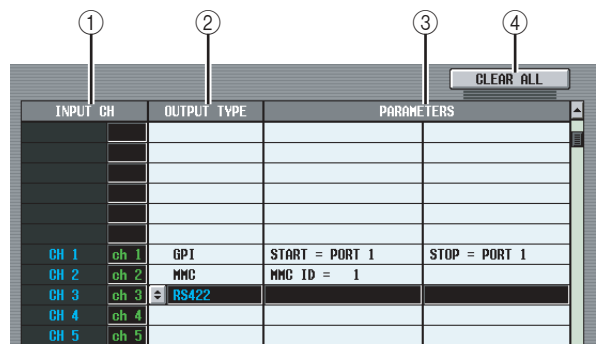 ① ② ③ ④
CLEAR ALL
INPUT CH OUTPUT TYPE PARAMETERS
CH 1 ch 1 GPI START = PORT 1 STOP = PORT 1
CH 2 ch 2 MMC MMC ID = 1
CH 3 ch 3 RS422
CH 4 ch 4
CH 5 ch 5